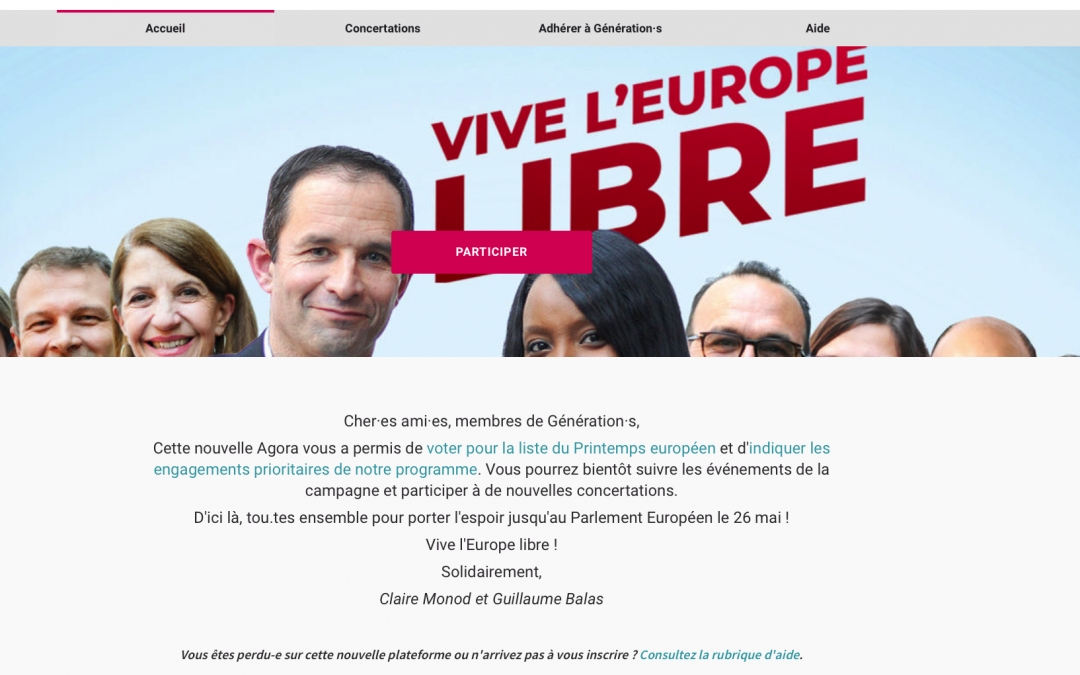 Accueil Concertations Adhérer à Génération·s Aide
VIVE L'EUROPE
LIBRE
PARTICIPER
Cher·es ami·es, membres de Génération·s,
Cette nouvelle Agora vous a permis de voter pour la liste du Printemps européen et d'indiquer les
engagements prioritaires de notre programme. Vous pourrez bientôt suivre les événements de la
campagne et participer à de nouvelles concertations.
D'ici là, tou.tes ensemble pour porter l'espoir jusqu'au Parlement Européen le 26 mai !
Vive l'Europe libre !
Solidairement,
Claire Monod et Guillaume Balas
Vous êtes perdu-e sur cette nouvelle plateforme ou n'arrivez pas à vous inscrire ? Consultez la rubrique d'aide.